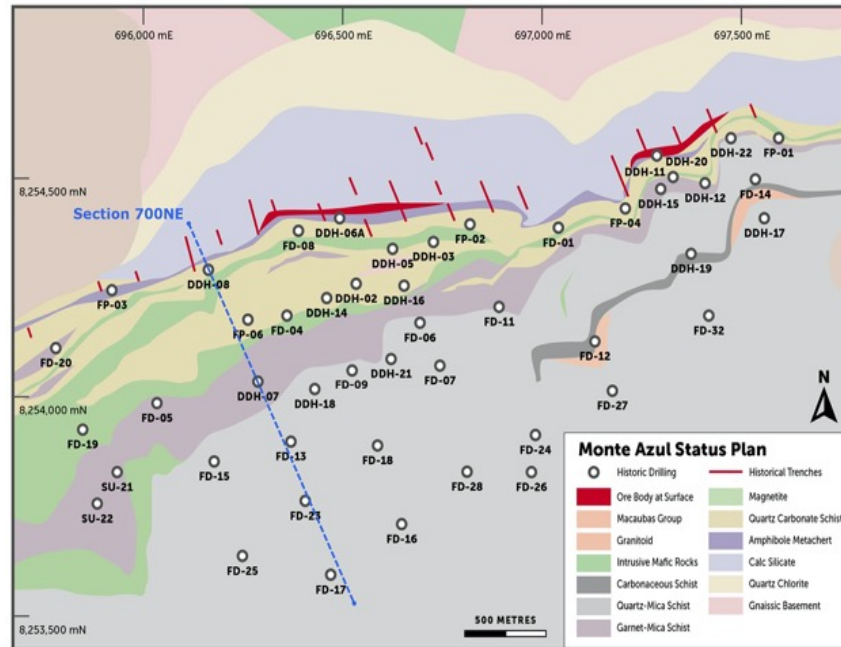 696,000 mE 696,500 mE 697,000 mE 697,500 mE
DDH-20 DDH-22 FP-01
DDH-11
8,254,500 mN
FD-14
DDH-15 DDH-12
Section 700NE
DDH-06A FP-02 FP-04
FD-08 FD-01 DDH-17
DDH-03
DDH-05
DDH-08 DDH-19
FP-03 DDH-02 DDH-16
DDH-14
FP-06 FD-04 FD-11
FD-06 FD-32
FD-20 FD-12
DDH-21
FD-09 FD-07
DDH-07 DDH-18
8,254,000 mN
FD-05 FD-27
FD-19 FD-24
FD-13 FD-18
FD-15
SU-21 FD-28 FD-26
SU-22 FD-23
FD-16
FD-25
FD-17
8,253,500 mN
500 METRES
N
Monte Azul Status Plan
Historic Drilling Historical Trenches
Ore Body at Surface Magnetite
Macaubas Group Quartz Carbonate Schist
Granitoid Amphibole Metachert
Intrusive Mafic Rocks Calc Silicate
Carbonaceous Schist Quartz Chlorite
Quartz-Mica Schist Gnaissic Basement
Garnet-Mica Schist